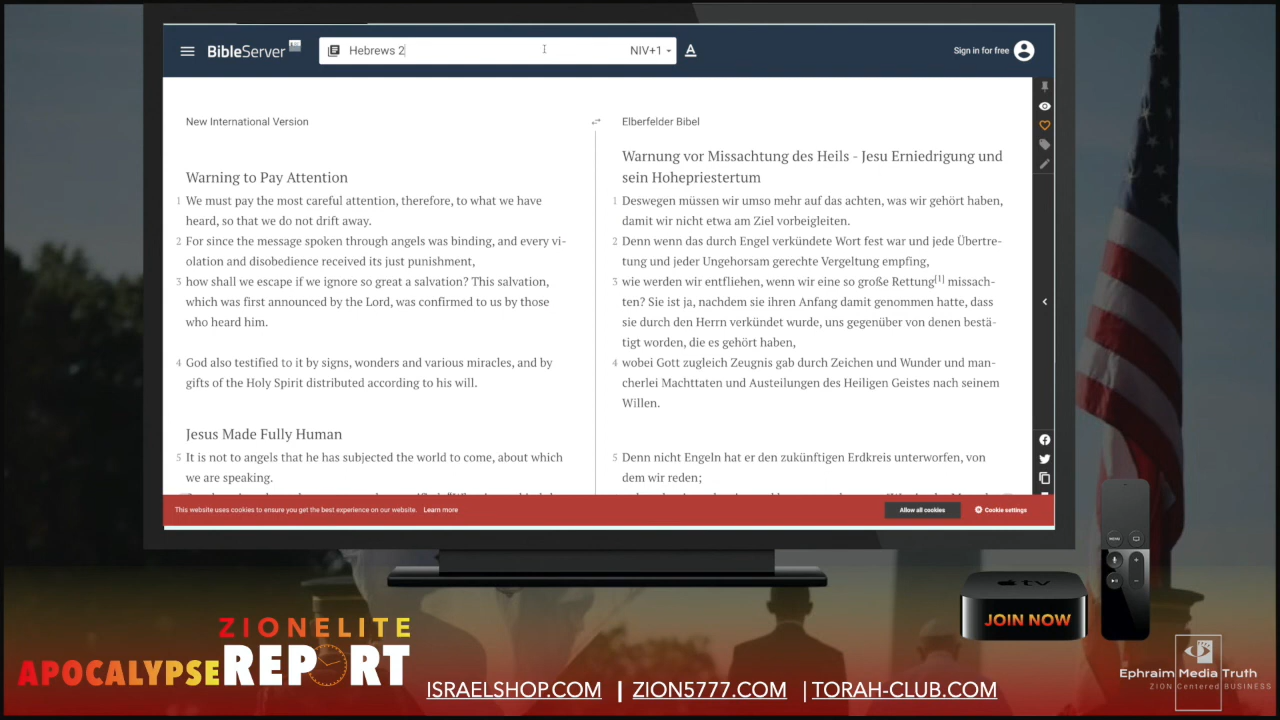 BibleServer
Hebrews 2
NIV+1
A
Sign in for free
New International Version
Elberfelder Bibel
Warning to Pay Attention
1 We must pay the most careful attention, therefore, to what we have
heard, so that we do not drift away.
2 For since the message spoken through angels was binding, and every vi-
olation and disobedience received its just punishment,
3 how shall we escape if we ignore so great a salvation? This salvation,
which was first announced by the Lord, was confirmed to us by those
who heard him.
4 God also testified to it by signs, wonders and various miracles, and by
gifts of the Holy Spirit distributed according to his will.
Jesus Made Fully Human
5 It is not to angels that he has subjected the world to come, about which
we are speaking.
Warnung vor Missachtung des Heils - Jesu Erniedrigung und
sein Hohepriestertum
1 Deswegen müssen wir umso mehr auf das achten, was wir gehört haben,
damit wir nicht etwa am Ziel vorbeigleiten.
2 Denn wenn das durch Engel verkündete Wort fest war und jede Übertre-
tung und jeder Ungehorsam gerechte Vergeltung empfing,
3 wie werden wir entfliehen, wenn wir eine so große Rettung[1] missach-
ten? Sie ist ja, nachdem sie ihren Anfang damit genommen hatte, dass
sie durch den Herrn verkündet wurde, uns gegenüber von denen bestä-
tigt worden, die es gehört haben,
4 wobei Gott zugleich Zeugnis gab durch Zeichen und Wunder und man-
cherlei Machttaten und Austeilungen des Heiligen Geistes nach seinem
Willen.
5 Denn nicht Engeln hat er den zukünftigen Erdkreis unterworfen, von
dem wir reden;
This website uses cookies to ensure you get the best experience on our website. Learn more
Allow all cookies
Cookie settings
MENU
tv
JOIN NOW
ZIONELITE
APOCALYPSE REPORT
ISRAELSHOP.COM | ZION5777.COM | TORAH-CLUB.COM
Ephraim Media Truth
ZION Centered BUSINESS